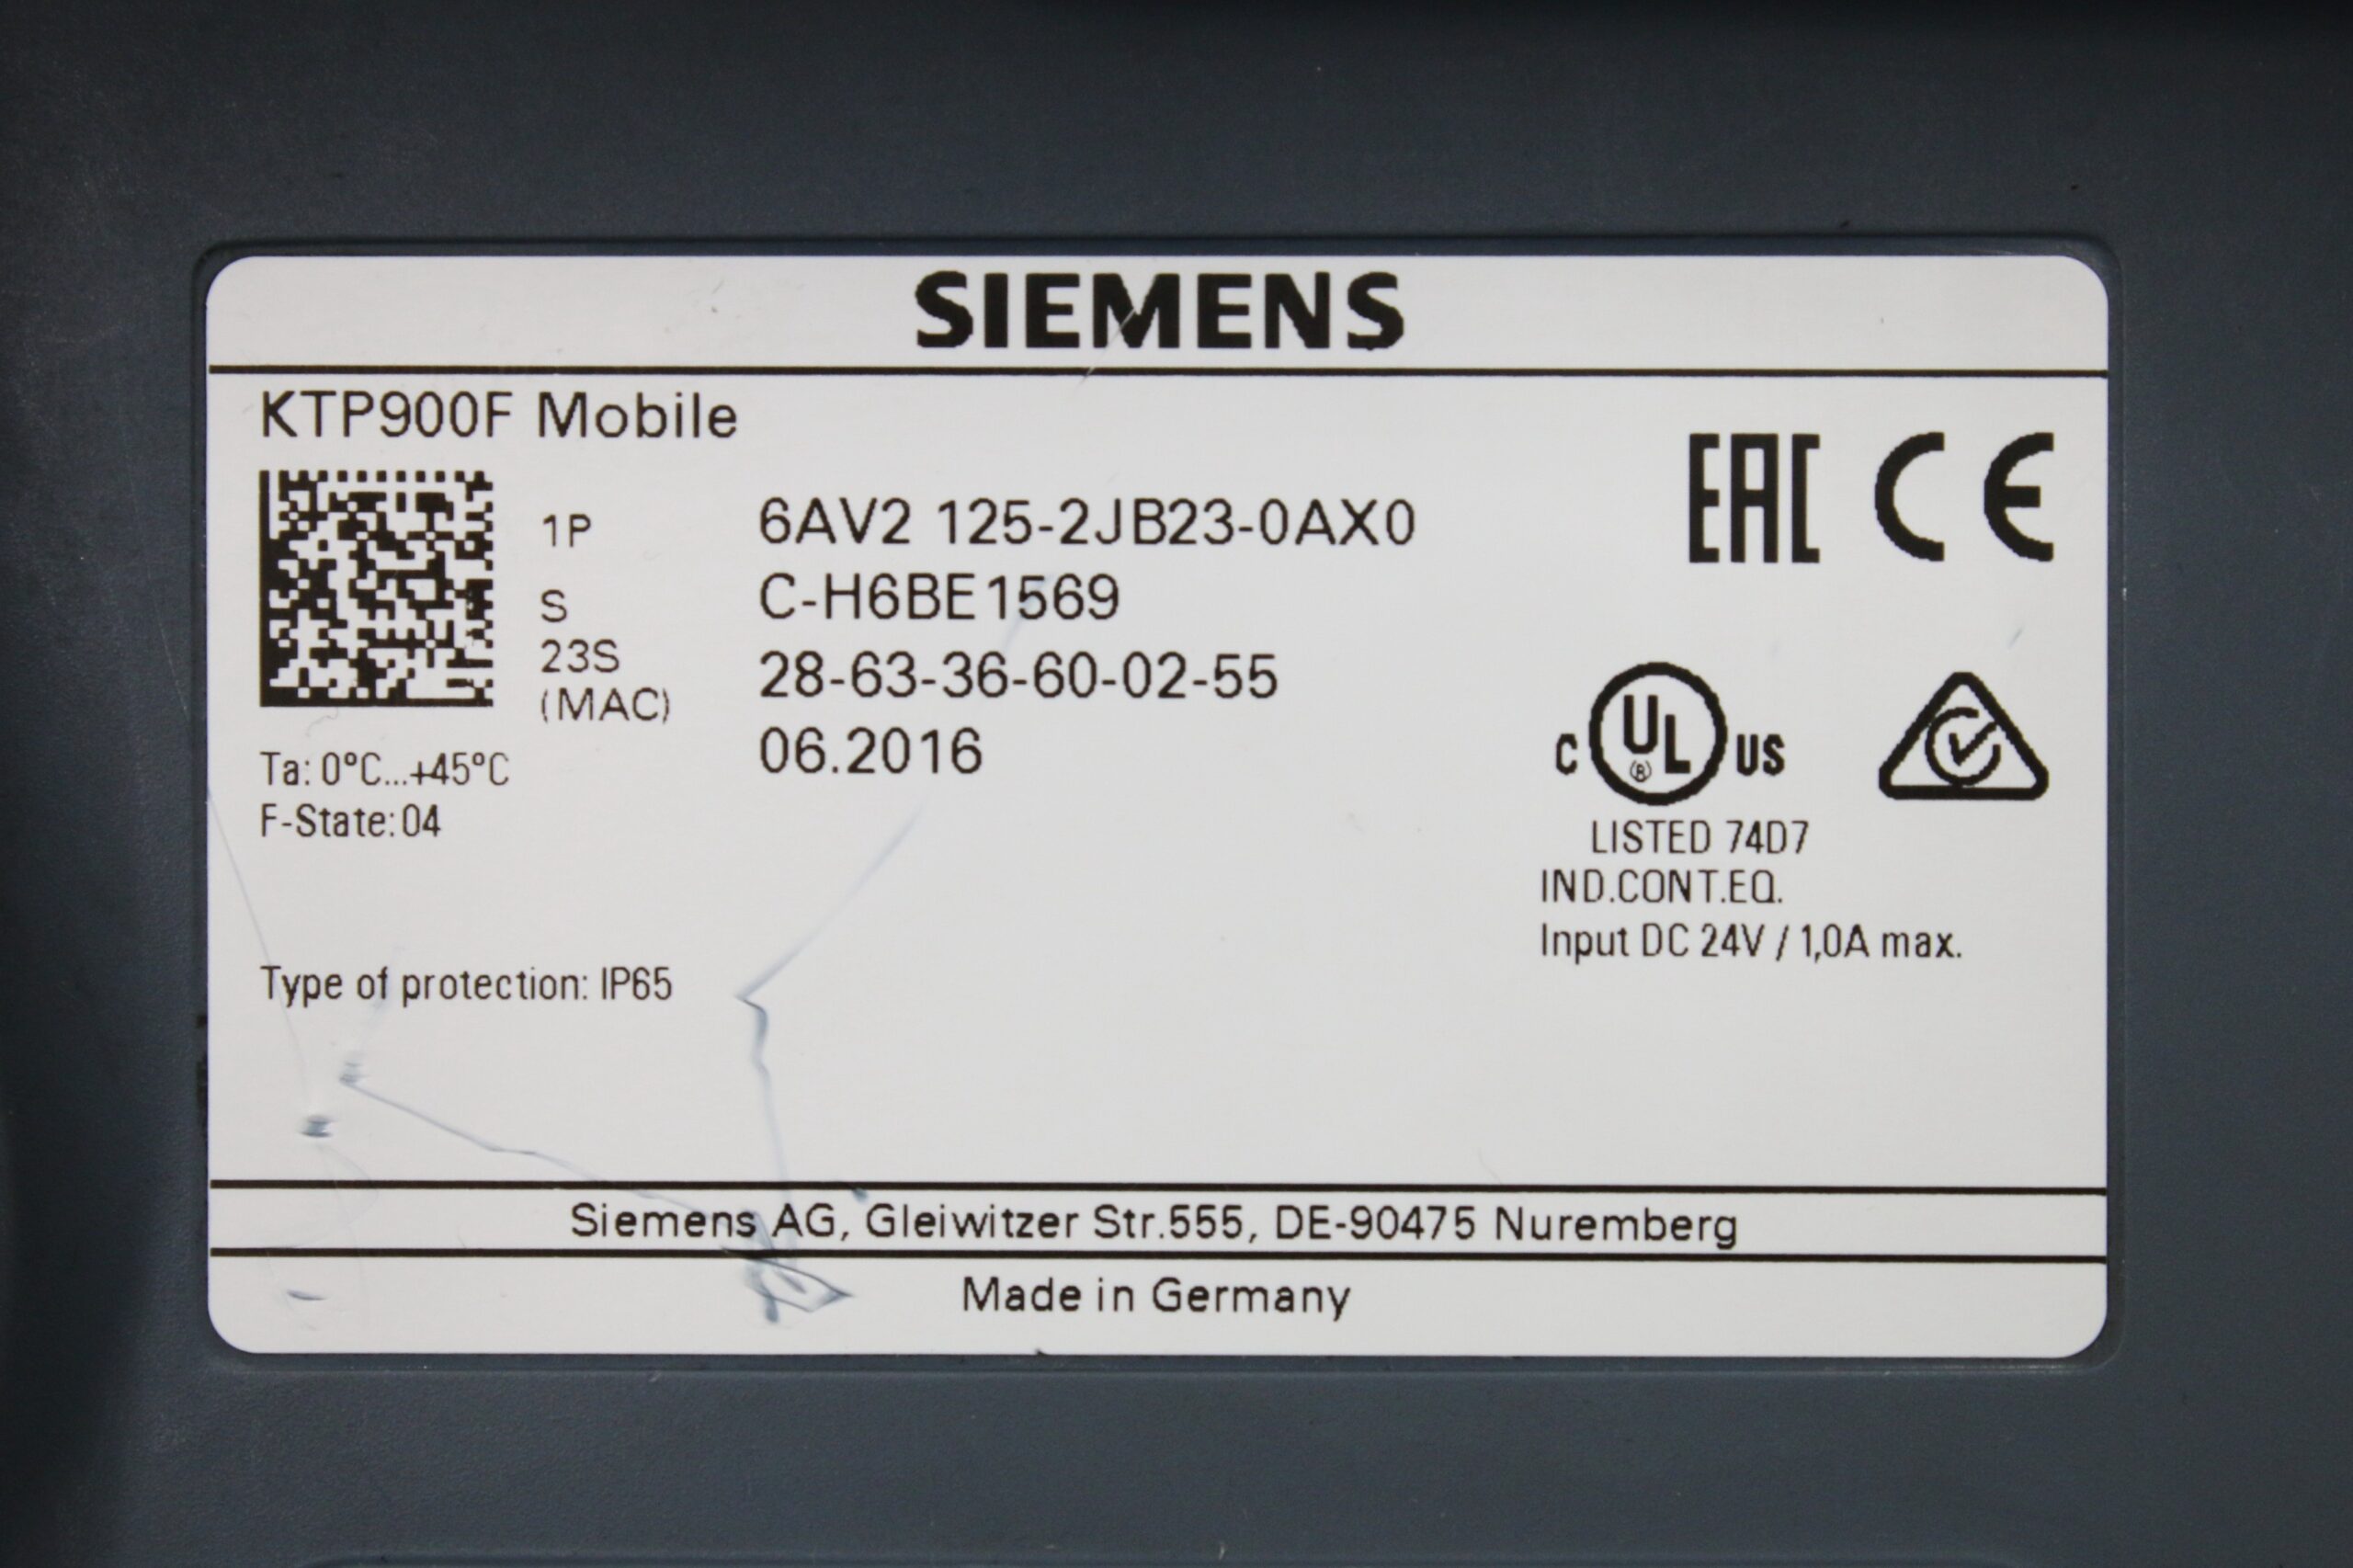 SIEMENS
KTP900F Mobile
1P 6AV2 125-2JB23-0AX0
S C-H6BE1569
23S 28-63-36-60-02-55
(MAC)
06.2016
Ta: 0°C...+45°C
F-State: 04
Type of protection: IP65
EAC CE
C UL ® US
LISTED 74D7
IND.CONT.EQ.
Input DC 24V / 1,0A max.
Siemens AG, Gleiwitzer Str.555, DE-90475 Nuremberg
Made in Germany